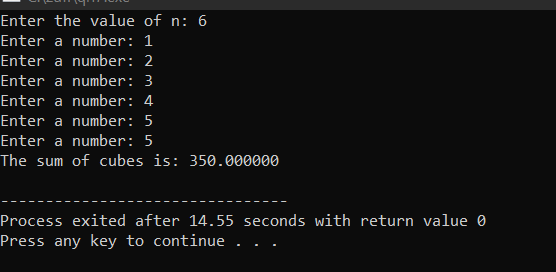 Enter the value of n: 6
Enter a number: 1
Enter a number: 2
Enter a number: 3
Enter a number: 4
Enter a number: 5
Enter a number: 5
The sum of cubes is: 350.000000
--------------------------------
Process exited after 14.55 seconds with return value 0
Press any key to continue . . .